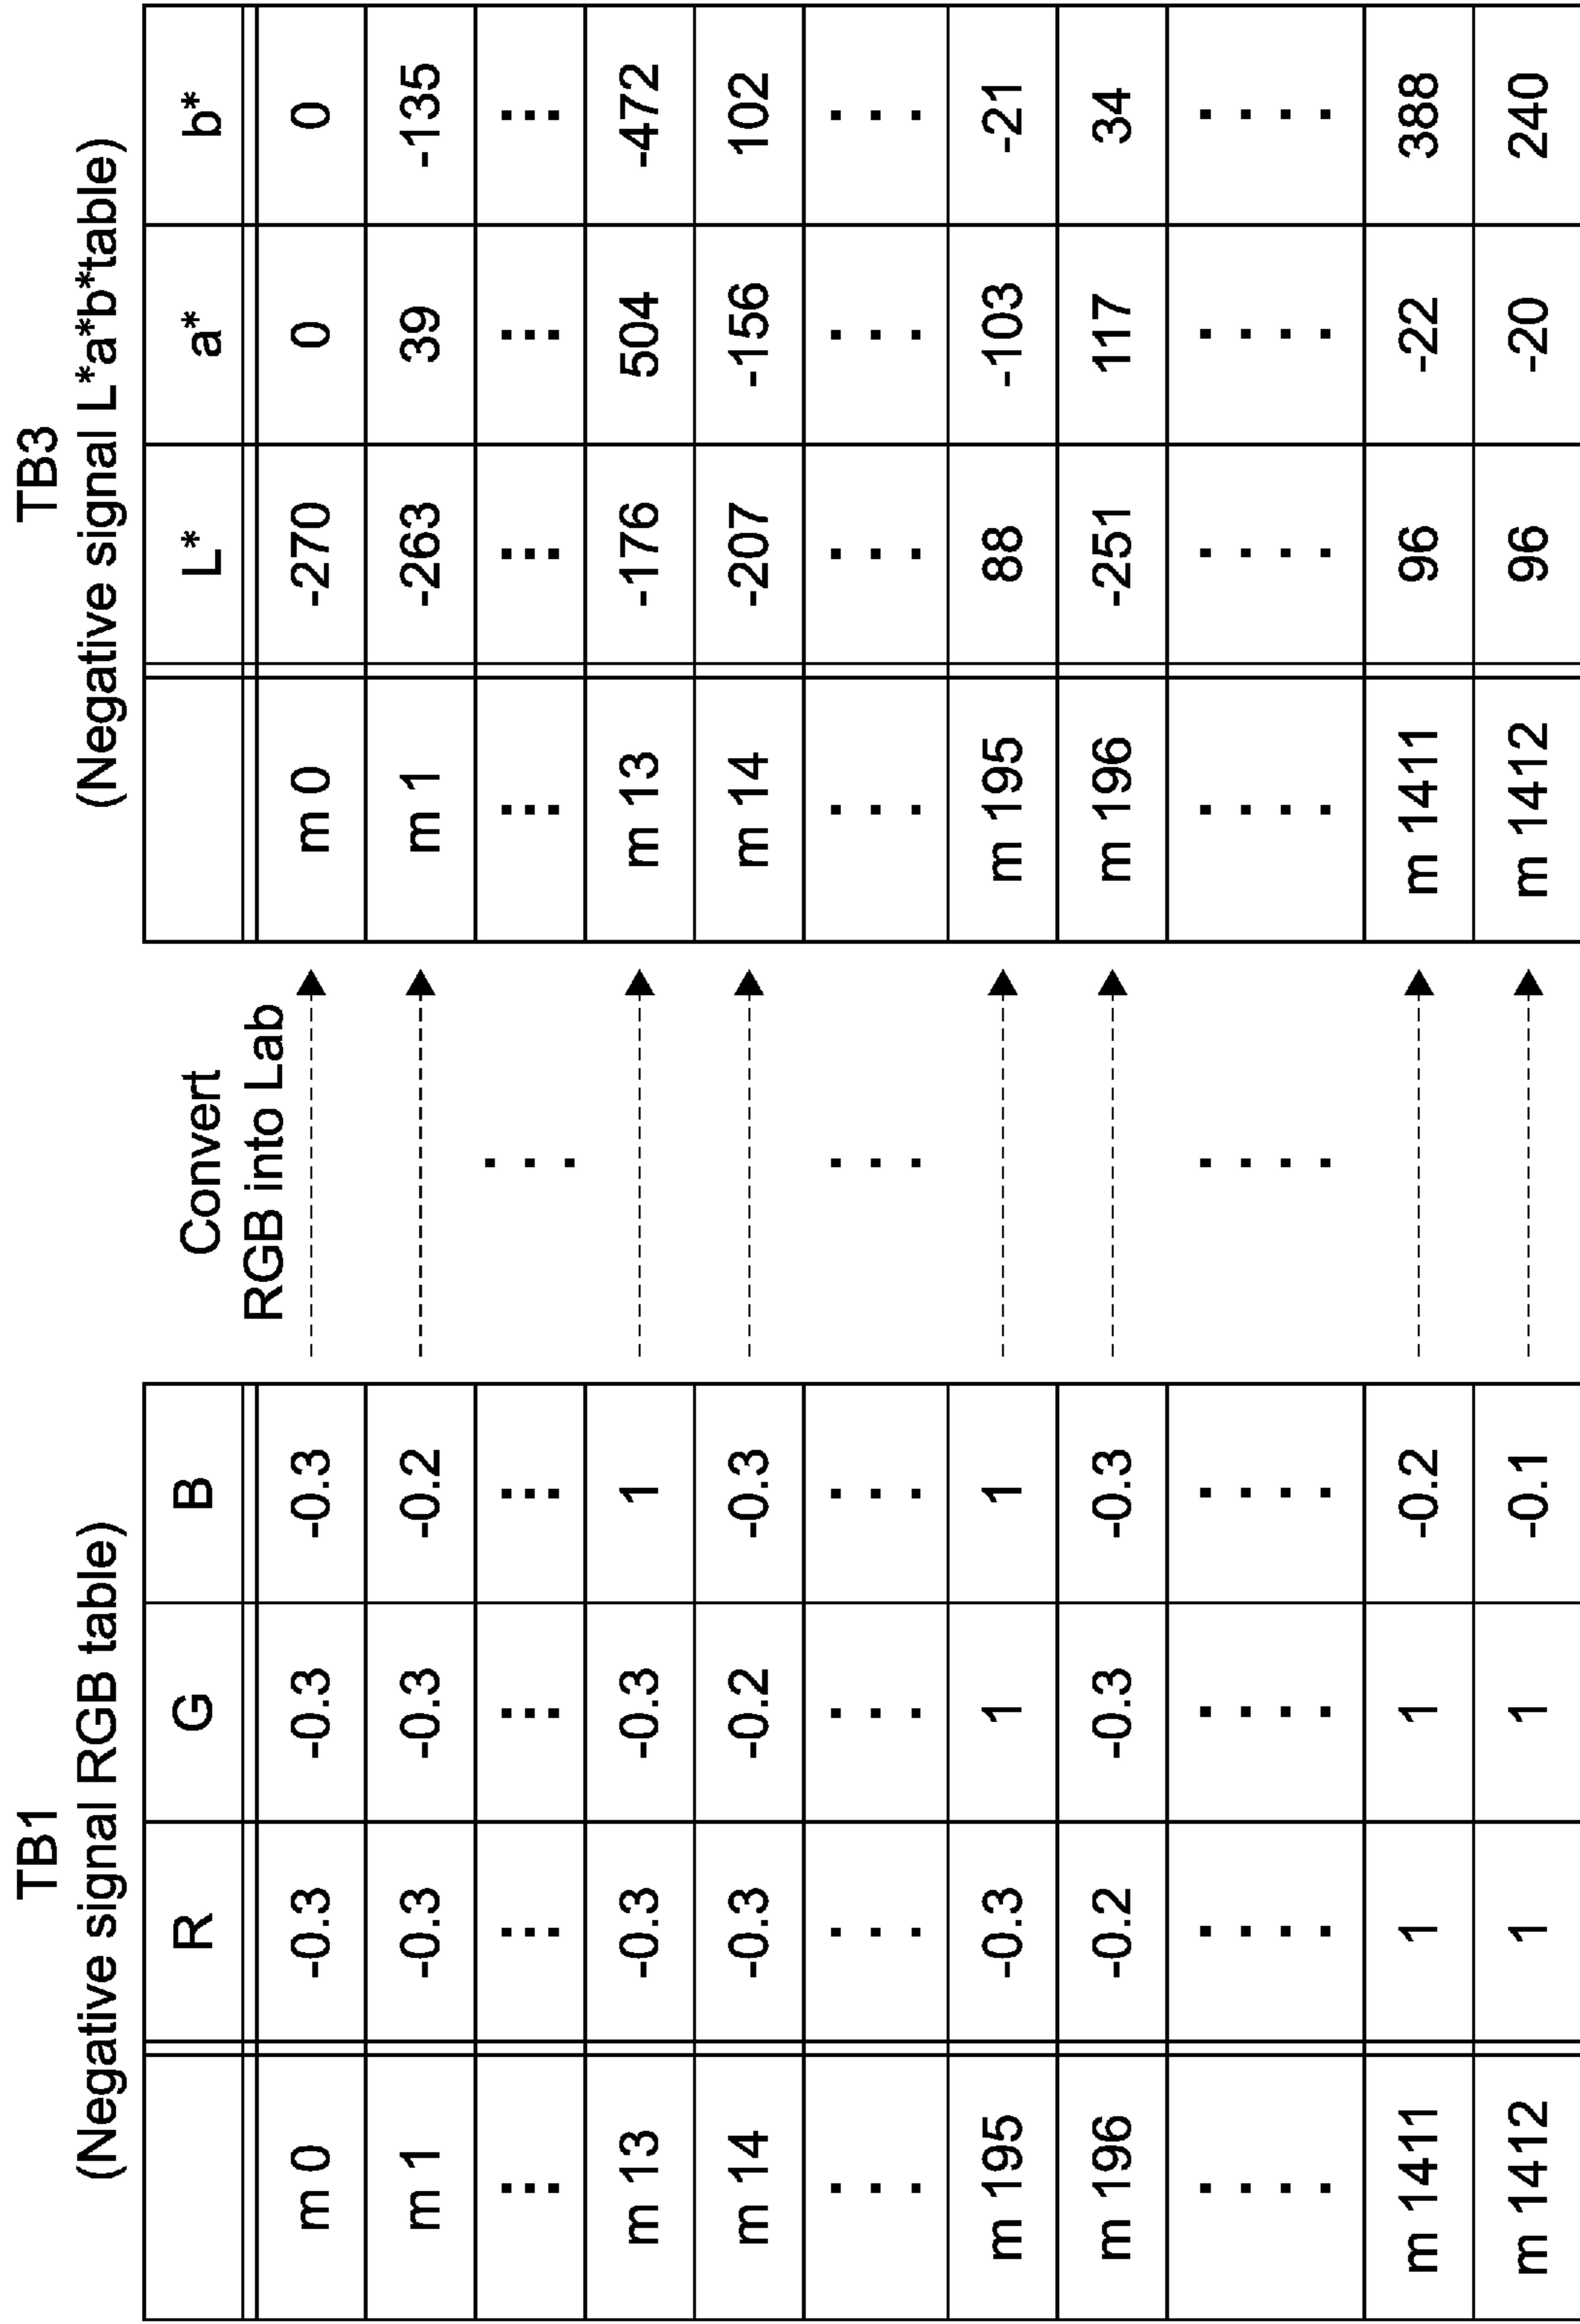 TB1
(Negative signal RGB table)
R G B
m 0 -0.3 -0.3 -0.3
m 1 -0.3 -0.3 -0.2
⋮ ⋮ ⋮ ⋮
m 13 -0.3 -0.3 1
m 14 -0.3 -0.2 -0.3
⋮ ⋮ ⋮ ⋮
m 195 -0.3 1 1
m 196 -0.2 -0.3 -0.3
⋮ ⋮ ⋮ ⋮
m 1411 1 1 -0.2
m 1412 1 1 -0.1
Convert
RGB into Lab
TB3
(Negative signal L*a*b*table)
L* a* b*
m 0 -270 0 0
m 1 -263 39 -135
⋮ ⋮ ⋮ ⋮
m 13 -176 504 -472
m 14 -207 -156 102
⋮ ⋮ ⋮ ⋮
m 195 88 -103 -21
m 196 -251 117 34
⋮ ⋮ ⋮ ⋮
m 1411 96 -22 388
m 1412 96 -20 240